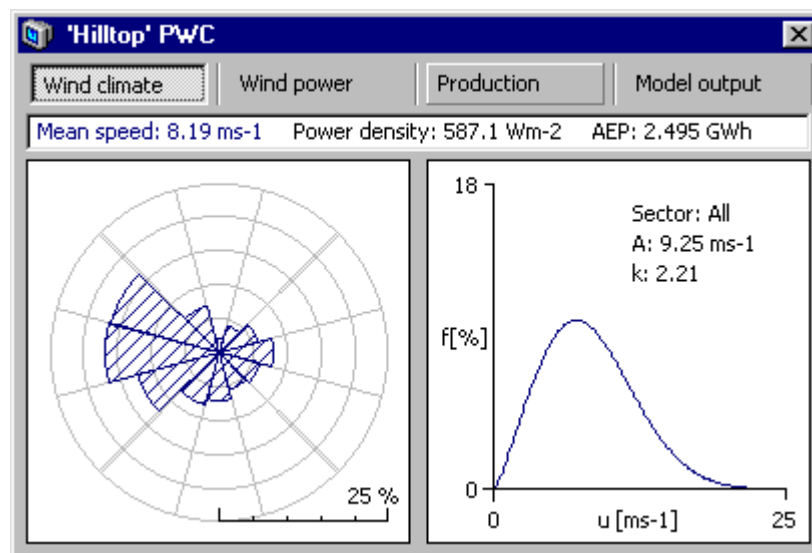 'Hilltop' PWC
Wind climate Wind power Production Model output
Mean speed: 8.19 ms-1 Power density: 587.1 Wm-2 AEP: 2.495 GWh
25 %
18
Sector: All
A: 9.25 ms-1
k: 2.21
f[%]
0
0 u [ms-1] 25